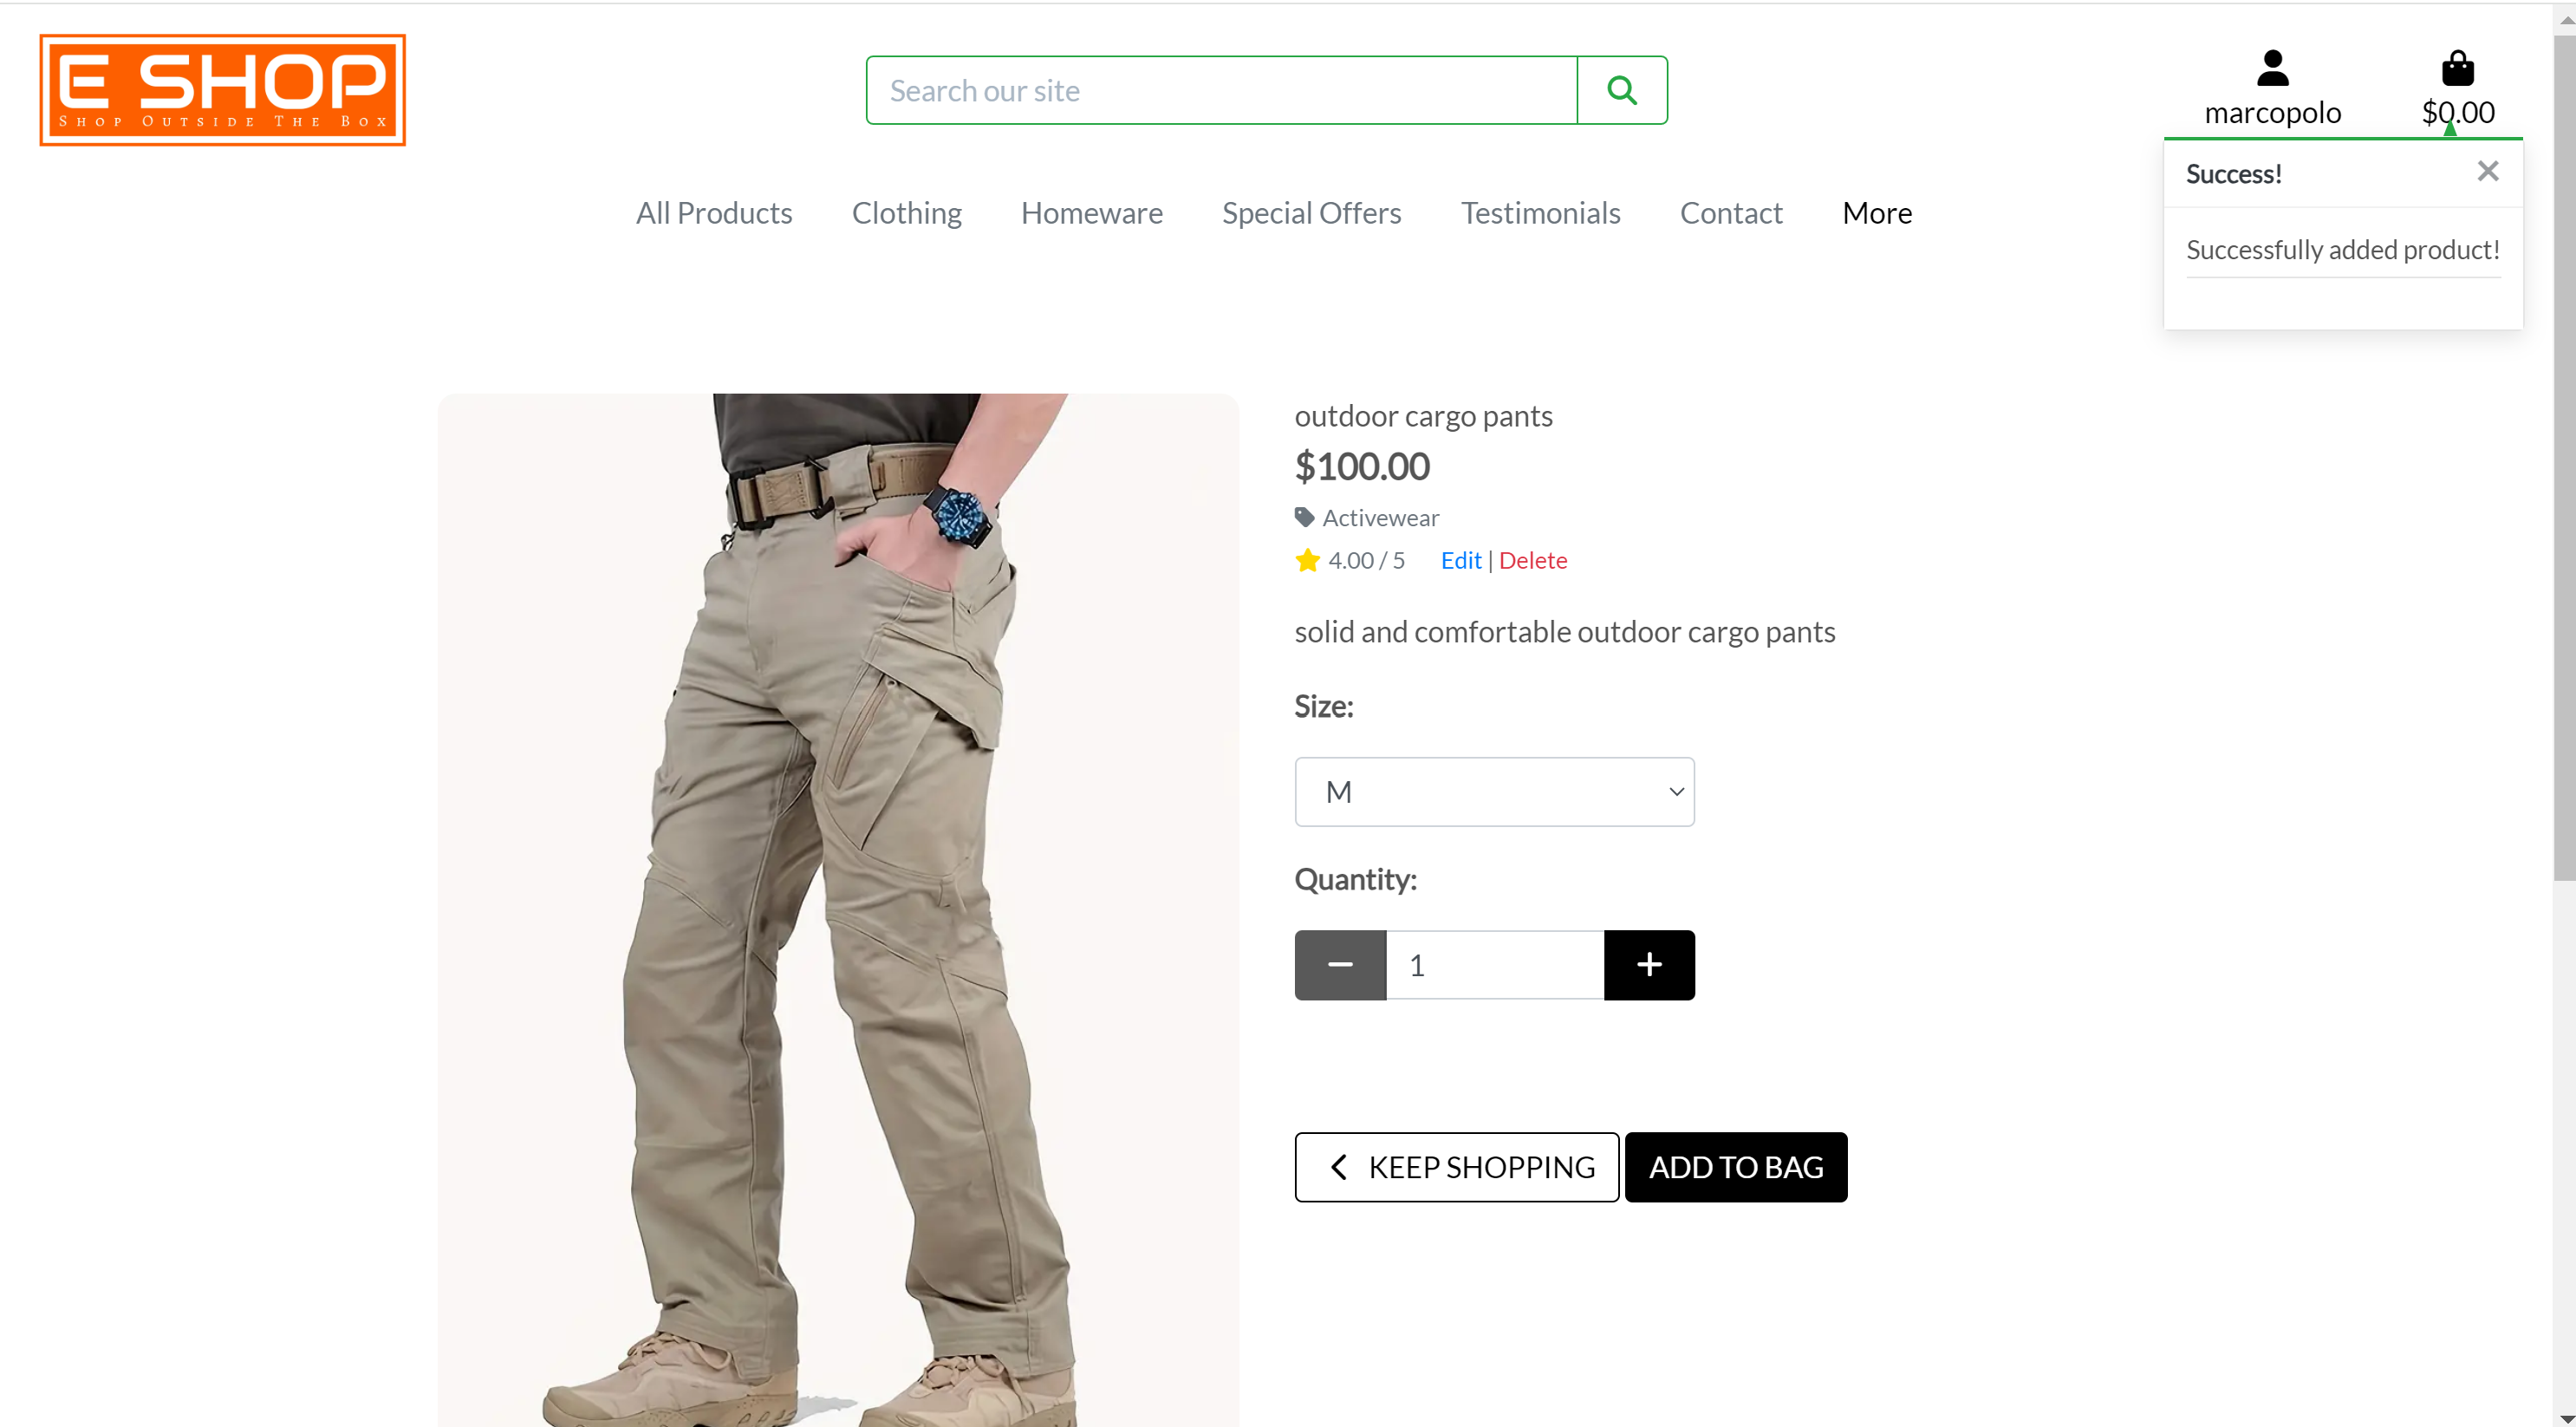 E SHOP
SHOP OUTSIDE THE BOX
Search our site
marcopolo
$0.00
Success!
×
Successfully added product!
All Products
Clothing
Homeware
Special Offers
Testimonials
Contact
More
outdoor cargo pants
$100.00
Activewear
4.00 / 5 Edit | Delete
solid and comfortable outdoor cargo pants
Size:
M
Quantity:
1
KEEP SHOPPING
ADD TO BAG